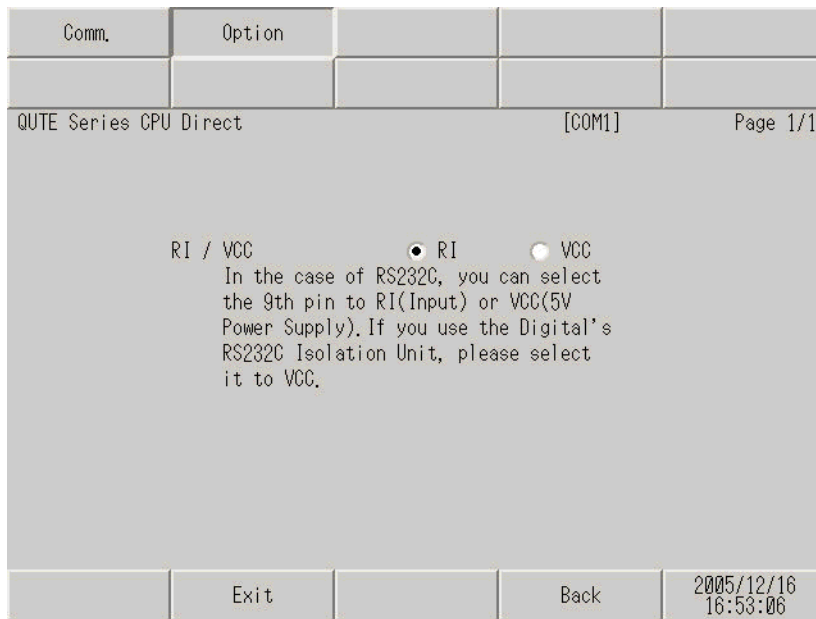 Comm. Option
QUTE Series CPU Direct [COM1] Page 1/1
RI / VCC RI VCC
In the case of RS232C, you can select
the 9th pin to RI(Input) or VCC(5V
Power Supply).If you use the Digital's
RS232C Isolation Unit, please select
it to VCC.
Exit Back 2005/12/16
16:53:06